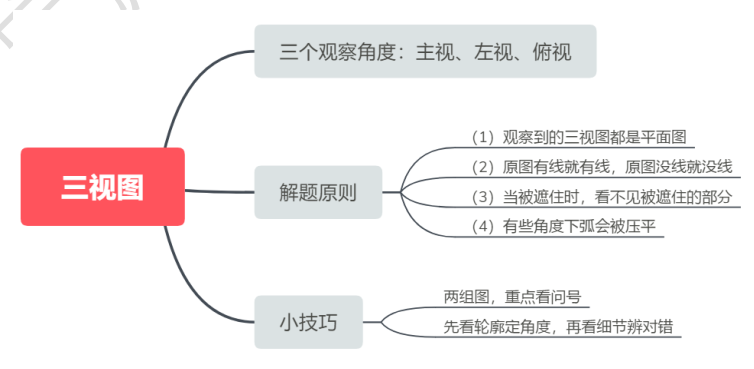 三个观察角度：主视、左视、俯视
三视图
解题原则
（1）观察到的三视图都是平面图
（2）原图有线就有线，原图没线就没线
（3）当被遮住时，看不见被遮住的部分
（4）有些角度下弧会被压平
小技巧
两组图，重点看问号
先看轮廓定角度，再看细节辨对错